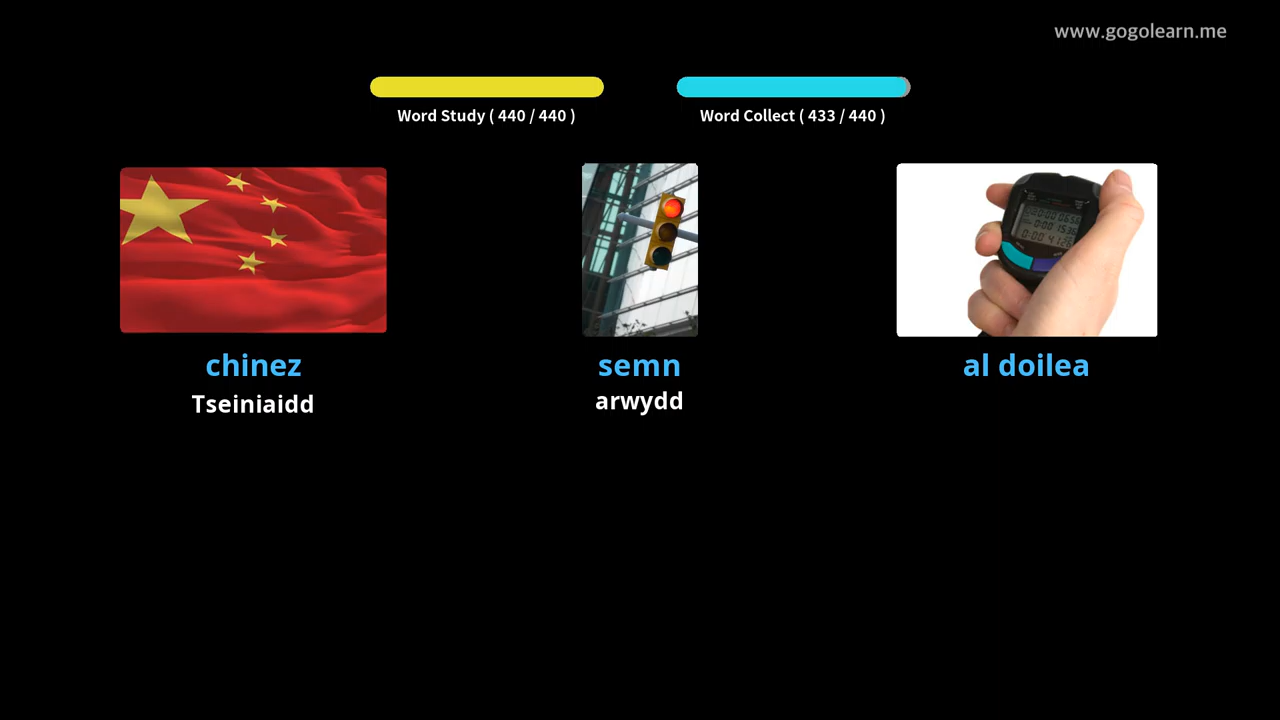 www.gogolearn.me
Word Study ( 440 / 440 )
Word Collect ( 433 / 440 )
chinez
semn
al doilea
Tseiniaidd
arwydd